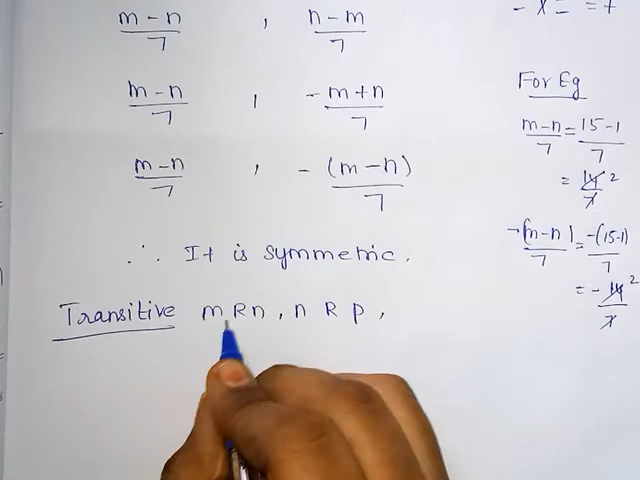 m-n/7 , n-m/7
m-n/7 , -m+n/7
m-n/7 , -(m-n)/7
∴ It is symmetric.
Transitive m R n , n R p ,
- x - = +
For Eg
m-n/7 = 15-1/7
= 14/7 2
-(m-n)/7 = -(15-1)/7
= -14/7 2